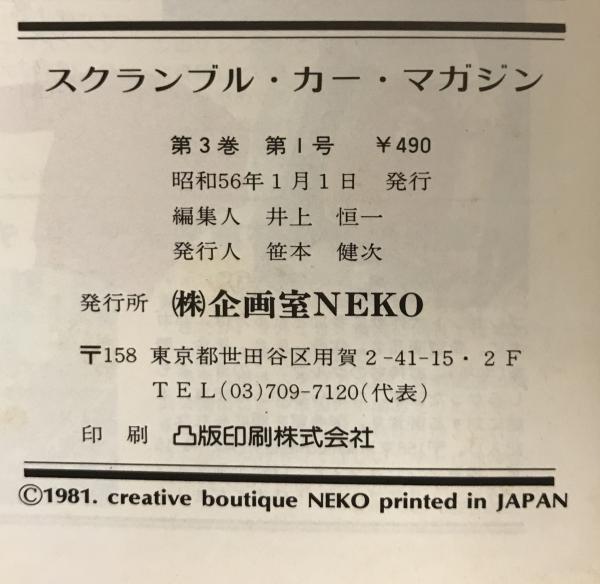 スクランブル・カー・マガジン
第3巻 第1号 ￥490
昭和56年1月1日 発行
編集人 井上 恒一
発行人 笹本 健次
発行所 ㈱企画室NEKO
〒158 東京都世田谷区用賀2-41-15・2F
TEL(03)709-7120(代表)
印刷 凸版印刷株式会社
©1981. creative boutique NEKO printed in JAPAN